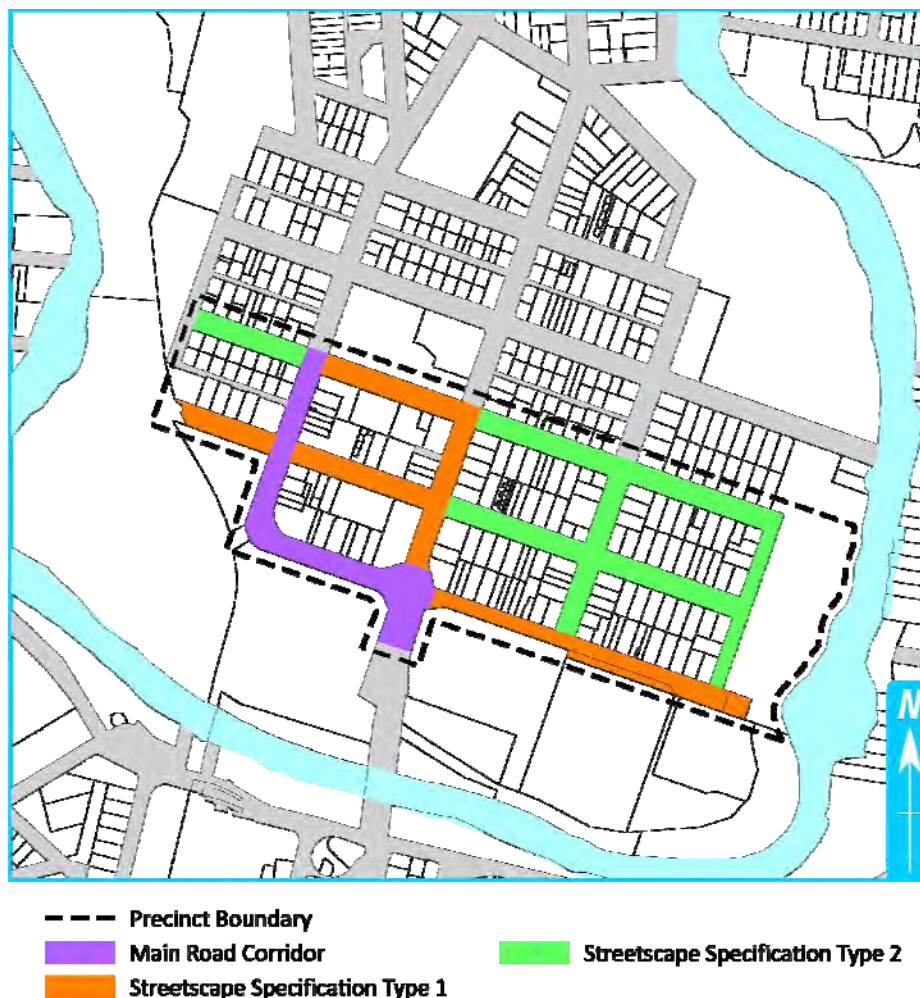 N
Precinct Boundary
Main Road Corridor
Streetscape Specification Type 2
Streetscape Specification Type 1